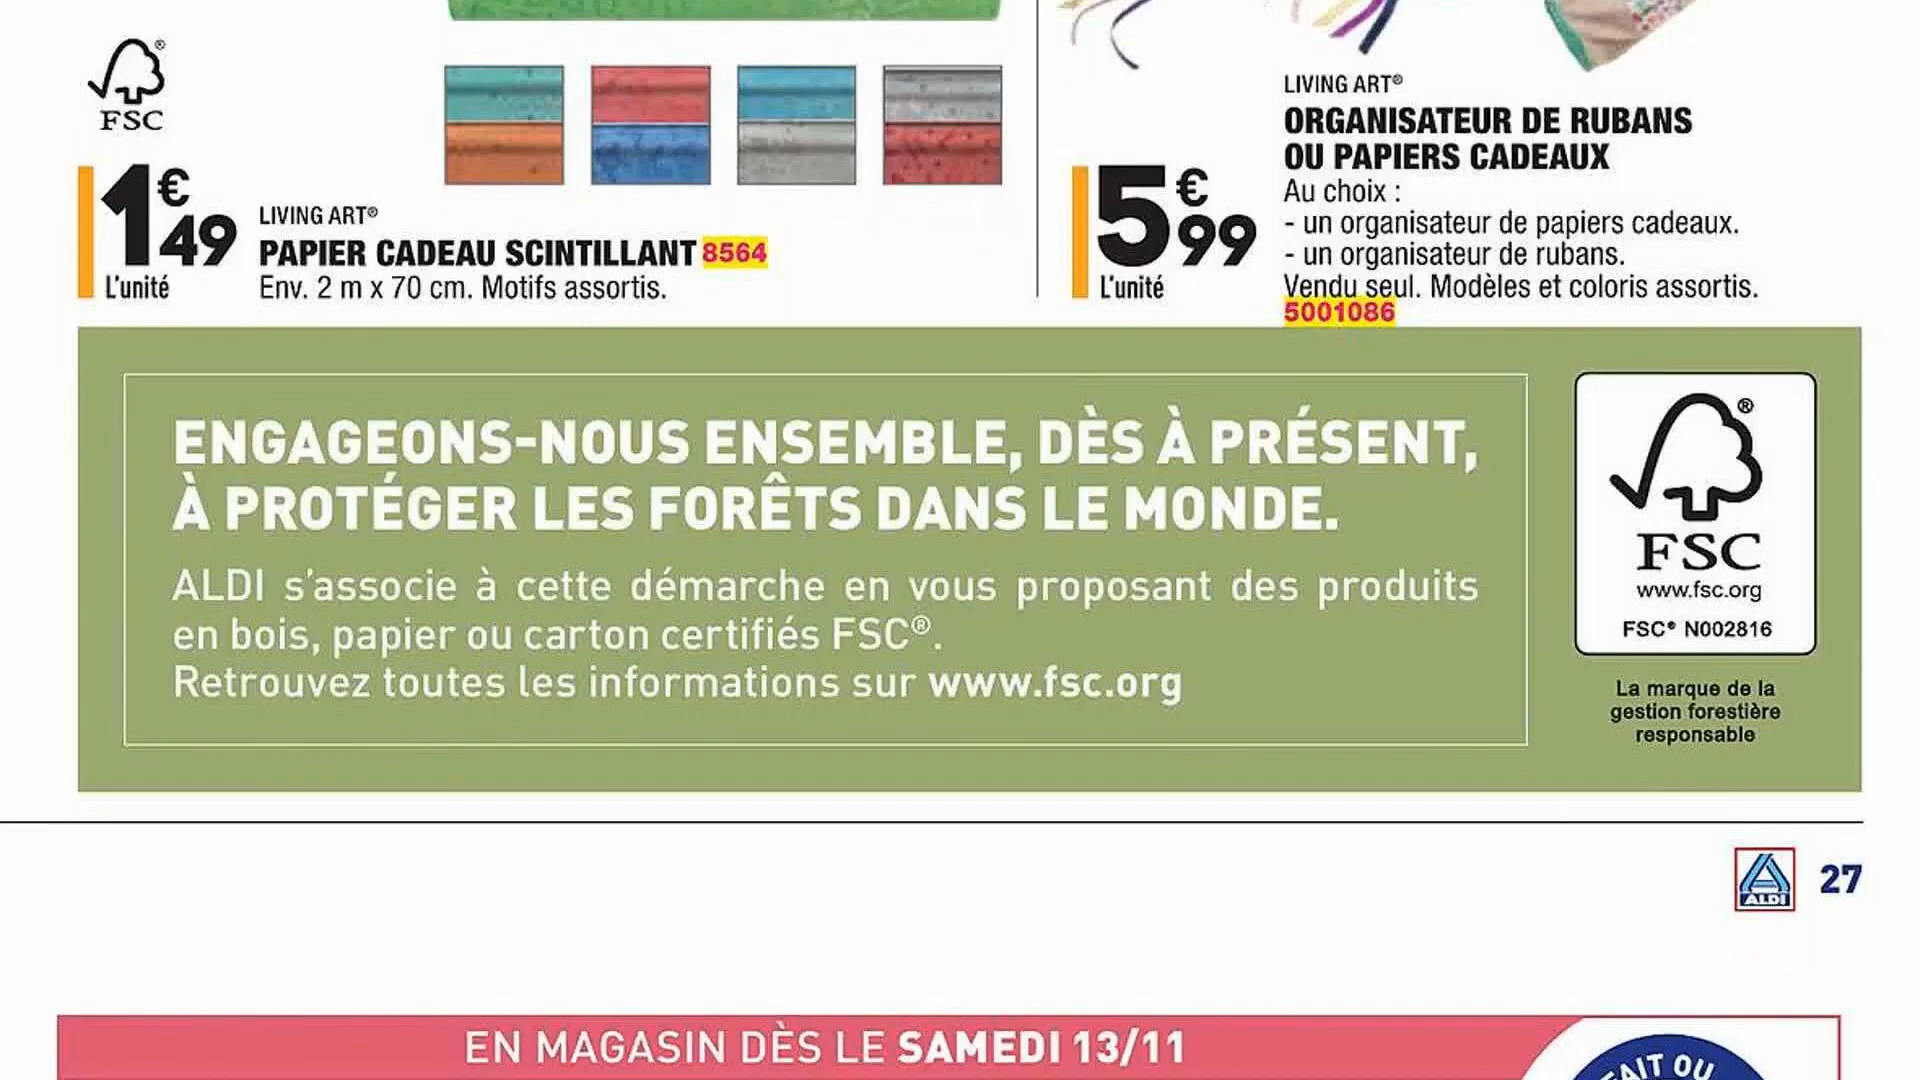 FSC
1€49
L'unité
LIVING ART®
PAPIER CADEAU SCINTILLANT 8564
Env. 2 m x 70 cm. Motifs assortis.
5€99
L'unité
LIVING ART®
ORGANISATEUR DE RUBANS
OU PAPIERS CADEAUX
Au choix :
- un organisateur de papiers cadeaux.
- un organisateur de rubans.
Vendu seul. Modèles et coloris assortis.
5001086
ENGAGEONS-NOUS ENSEMBLE, DÈS À PRÉSENT,
À PROTÉGER LES FORÊTS DANS LE MONDE.
ALDI s'associe à cette démarche en vous proposant des produits
en bois, papier ou carton certifiés FSC®.
Retrouvez toutes les informations sur www.fsc.org
®
FSC
www.fsc.org
FSC® N002816
La marque de la
gestion forestière
responsable
ALDI
27
EN MAGASIN DÈS LE SAMEDI 13/11
FAIT OU